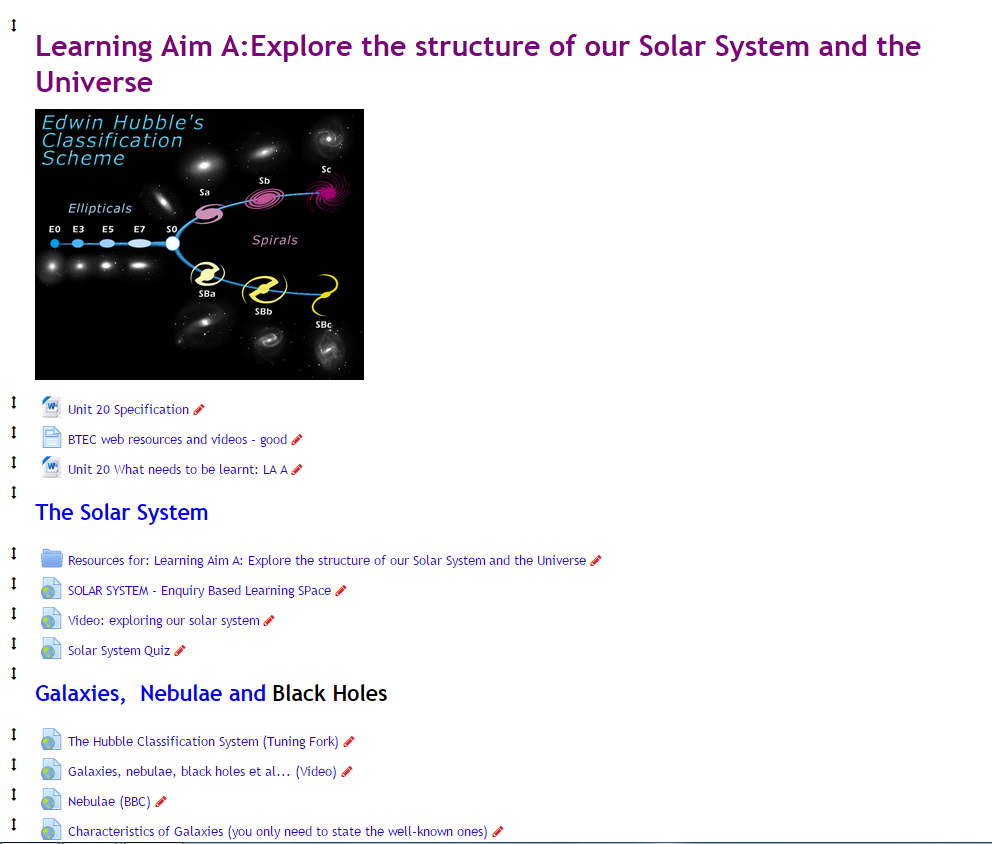 Learning Aim A:Explore the structure of our Solar System and the
Universe
Edwin Hubble's
Classification
Scheme
Ellipticals
E0 E3 E5 E7 S0
Sa
Sb
Sc
Spirals
SBa
SBb
SBc
Unit 20 Specification
BTEC web resources and videos - good
Unit 20 What needs to be learnt: LA A
The Solar System
Resources for: Learning Aim A: Explore the structure of our Solar System and the Universe
SOLAR SYSTEM - Enquiry Based Learning SPace
Video: exploring our solar system
Solar System Quiz
Galaxies, Nebulae and Black Holes
The Hubble Classification System (Tuning Fork)
Galaxies, nebulae, black holes et al... (Video)
Nebulae (BBC)
Characteristics of Galaxies (you only need to state the well-known ones)